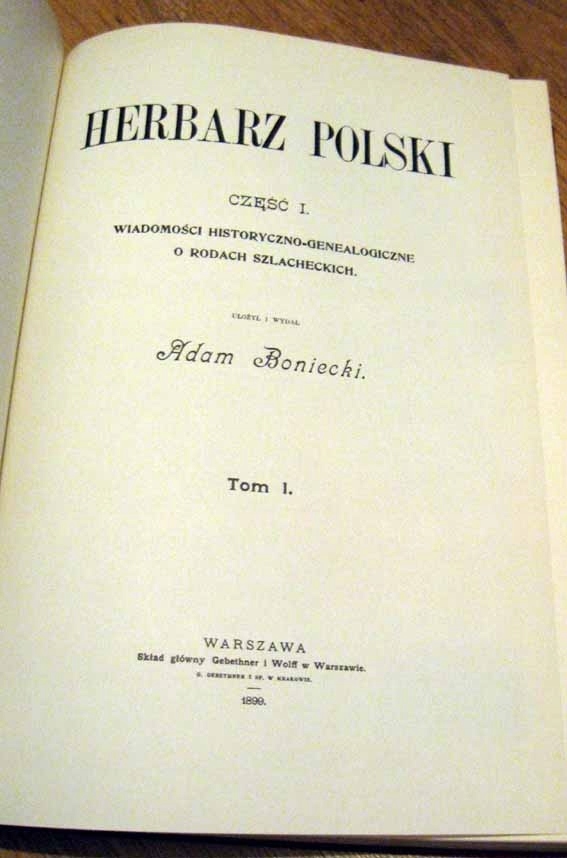 HERBARZ POLSKI
CZĘŚĆ I.
WIADOMOŚCI HISTORYCZNO-GENEALOGICZNE
O RODACH SZLACHECKICH.
UŁOŻYŁ I WYDAŁ
Adam Boniecki.
Tom I.
WARSZAWA
Skład główny Gebethner i Wolff w Warszawie.
G. GEBETHNER I SP. W KRAKOWIE.
1899.